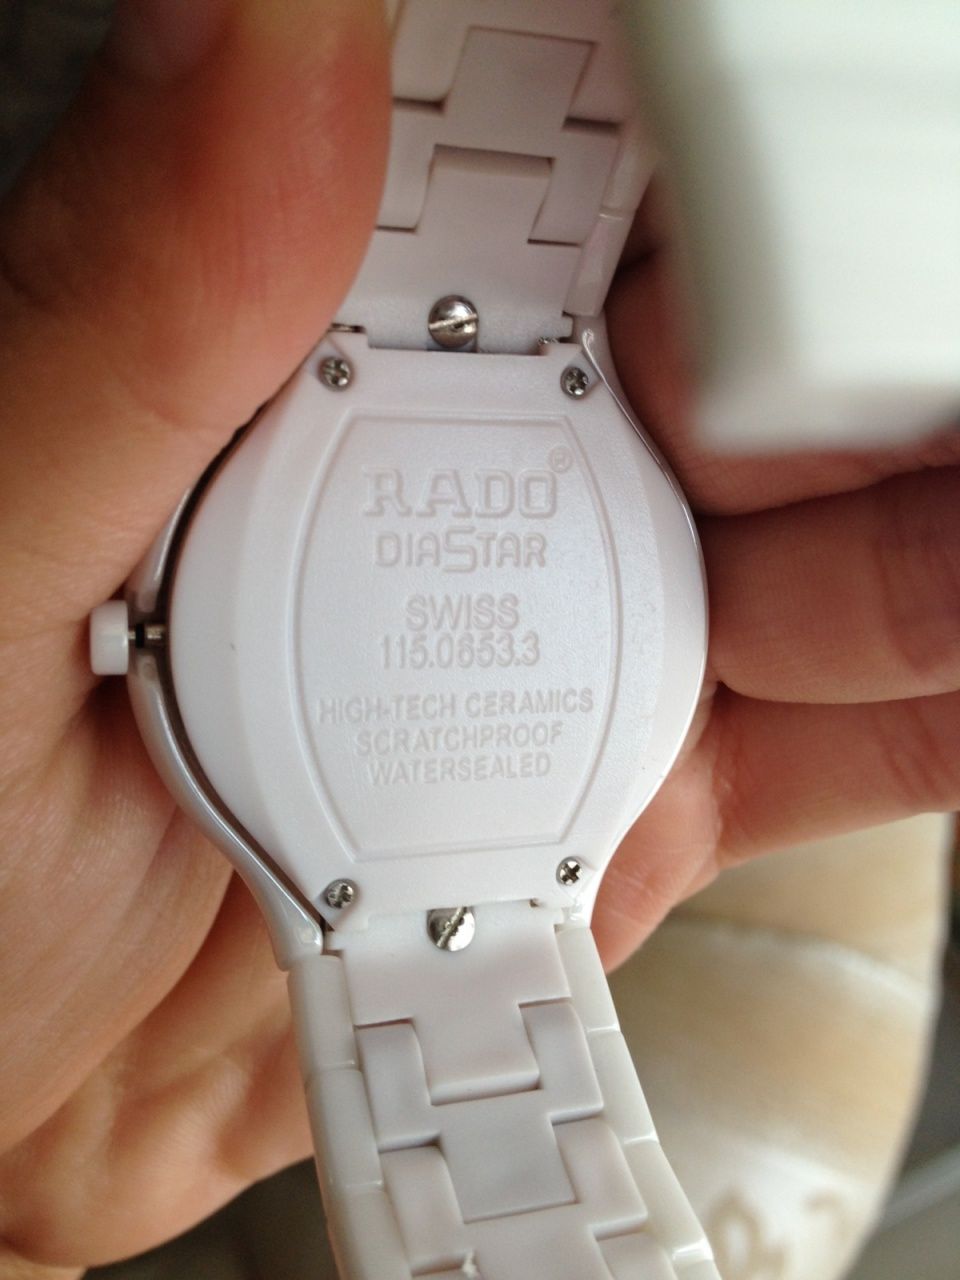 RADO®
DIASTAR
SWISS
115.0653.3
HIGH-TECH CERAMICS
SCRATCHPROOF
WATERSEALED